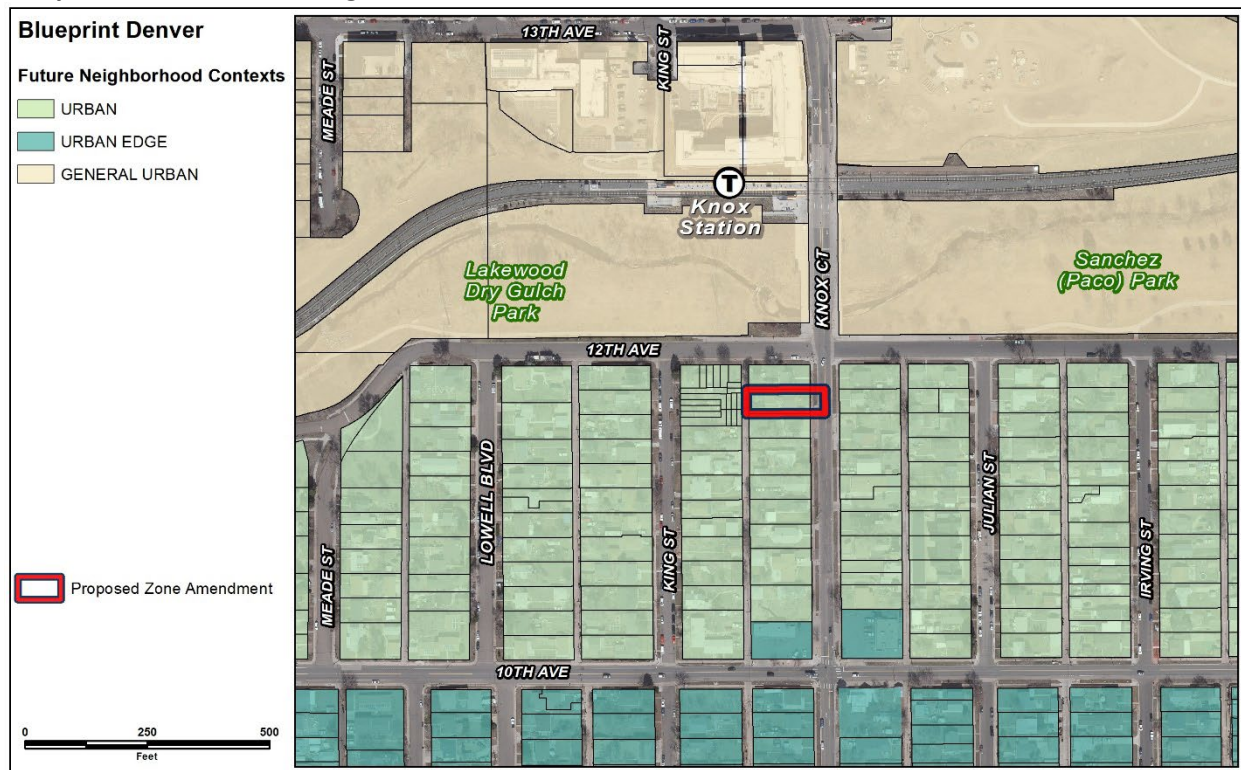 Blueprint Denver
Future Neighborhood Contexts
URBAN
URBAN EDGE
GENERAL URBAN
Proposed Zone Amendment
0 250 500
Feet
13TH AVE
KING ST
MEADE ST
T
Knox
Station
KNOX CT
Lakewood
Dry Gulch
Park
Sanchez
(Paco) Park
12TH AVE
LOWELL BLVD
MEADE ST
KING ST
JULIAN ST
IRVING ST
10TH AVE